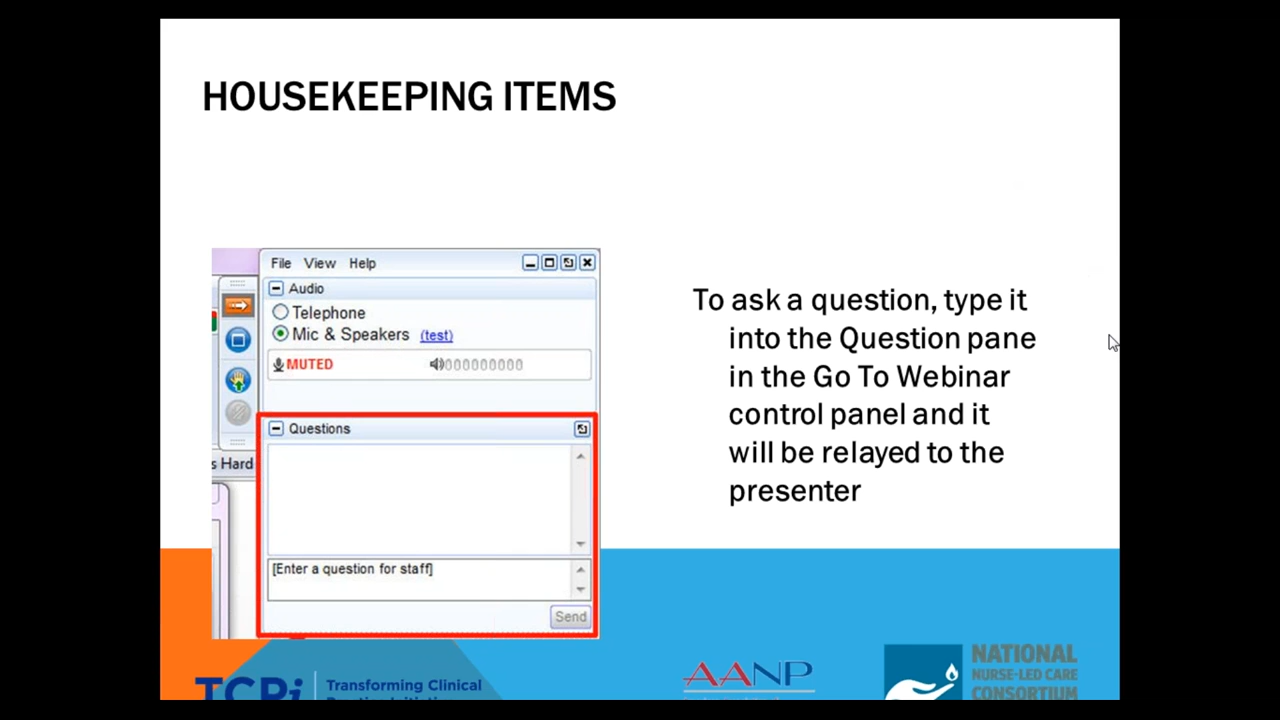 HOUSEKEEPING ITEMS
File View Help
Audio
Telephone
Mic & Speakers (test)
MUTED 000000000
Questions
s Hard
[Enter a question for staff]
Send
To ask a question, type it
into the Question pane
in the Go To Webinar
control panel and it
will be relayed to the
presenter
TCPi Transforming Clinical
AANP
NATIONAL
NURSE-LED CARE
CONSORTIUM